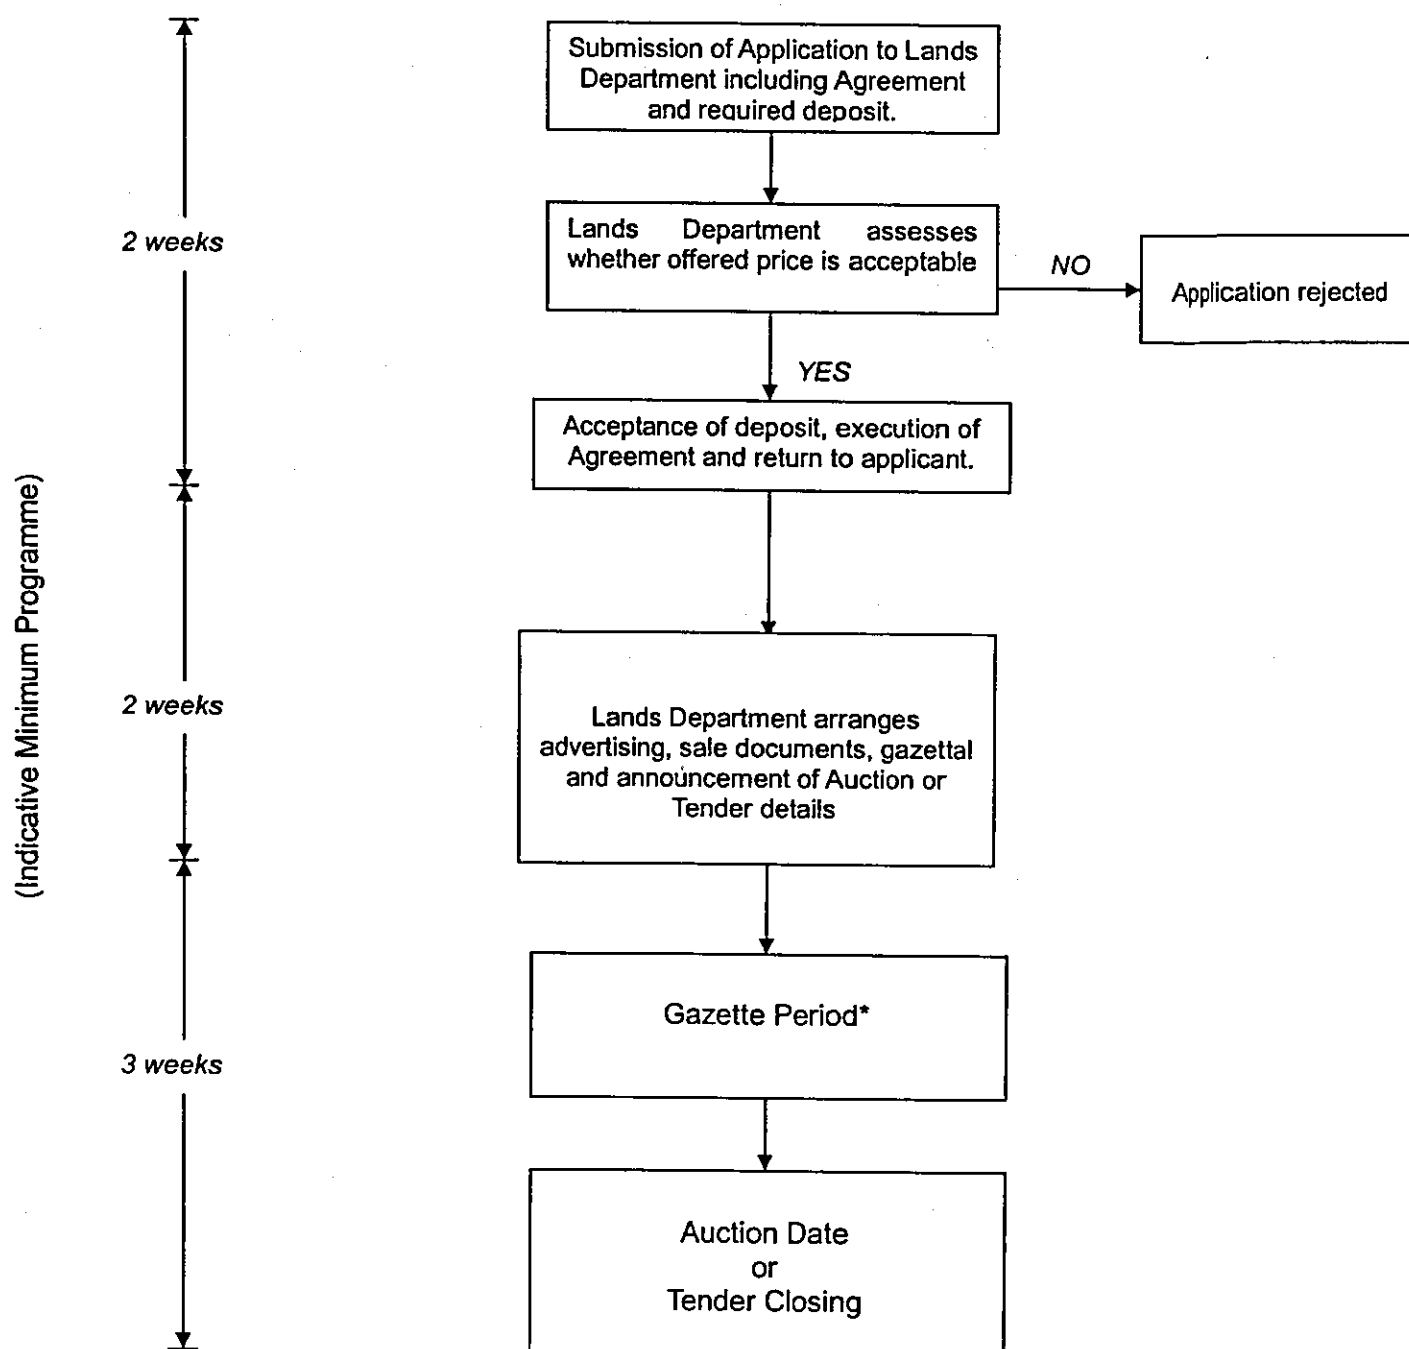 Submission of Application to Lands
Department including Agreement
and required deposit.
2 weeks
Lands Department assesses
whether offered price is acceptable
NO
Application rejected
YES
Acceptance of deposit, execution of
Agreement and return to applicant.
(Indicative Minimum Programme)
2 weeks
Lands Department arranges
advertising, sale documents, gazettal
and announcement of Auction or
Tender details
Gazette Period*
3 weeks
Auction Date
or
Tender Closing